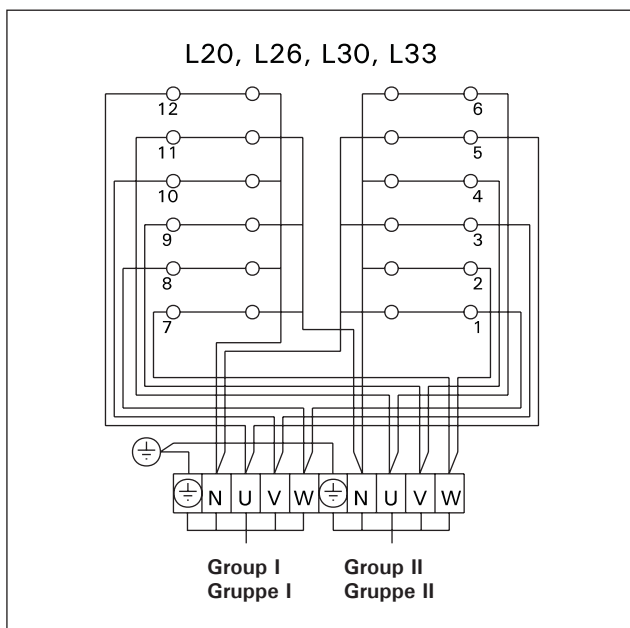 L20, L26, L30, L33
12 6
11 5
10 4
9 3
8 2
7 1
N U V W N U V W
Group I Group II
Gruppe I Gruppe II